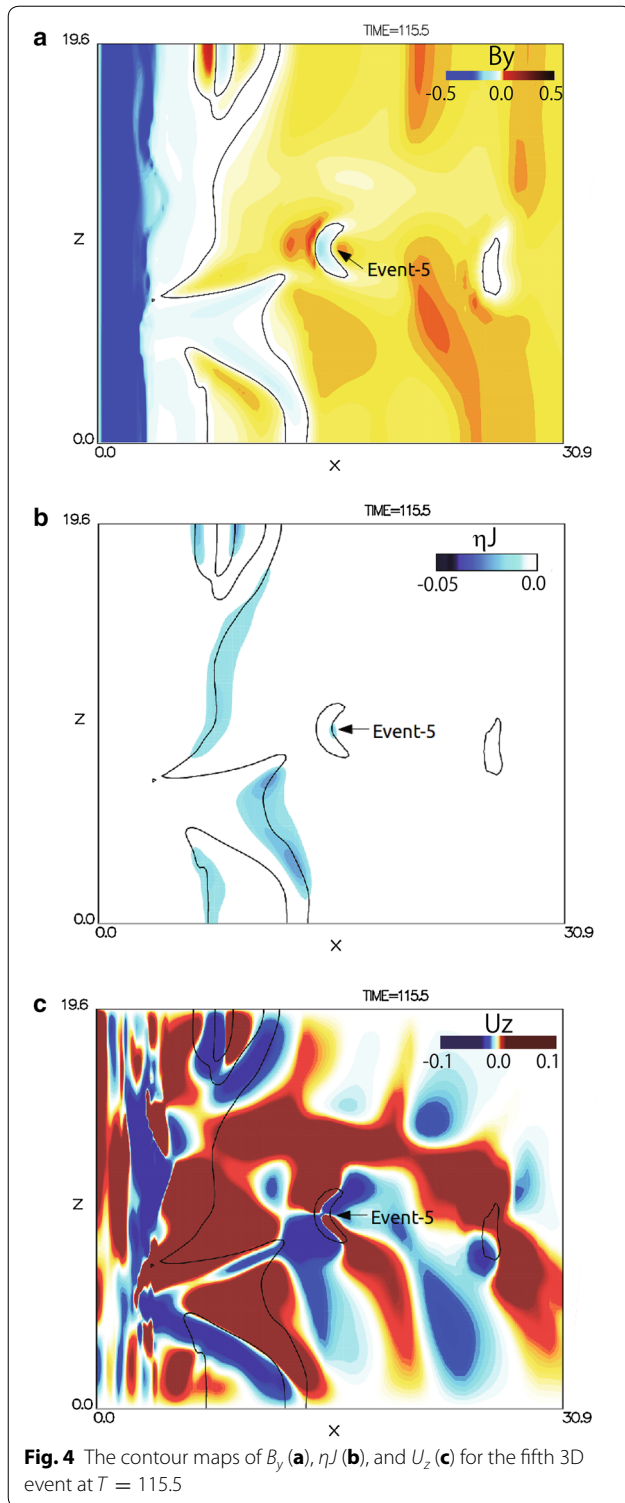 a
TIME=115.5
19.6
By
-0.5 0.0 0.5
Z
Event-5
0.0
0.0 X 30.9
b
TIME=115.5
19.6
ηJ
-0.05 0.0
Z
Event-5
0.0
0.0 X 30.9
c
TIME=115.5
19.6
Uz
-0.1 0.0 0.1
Z
Event-5
0.0
0.0 X 30.9
Fig. 4 The contour maps of By (a), ηJ (b), and Uz (c) for the fifth 3D
event at T = 115.5